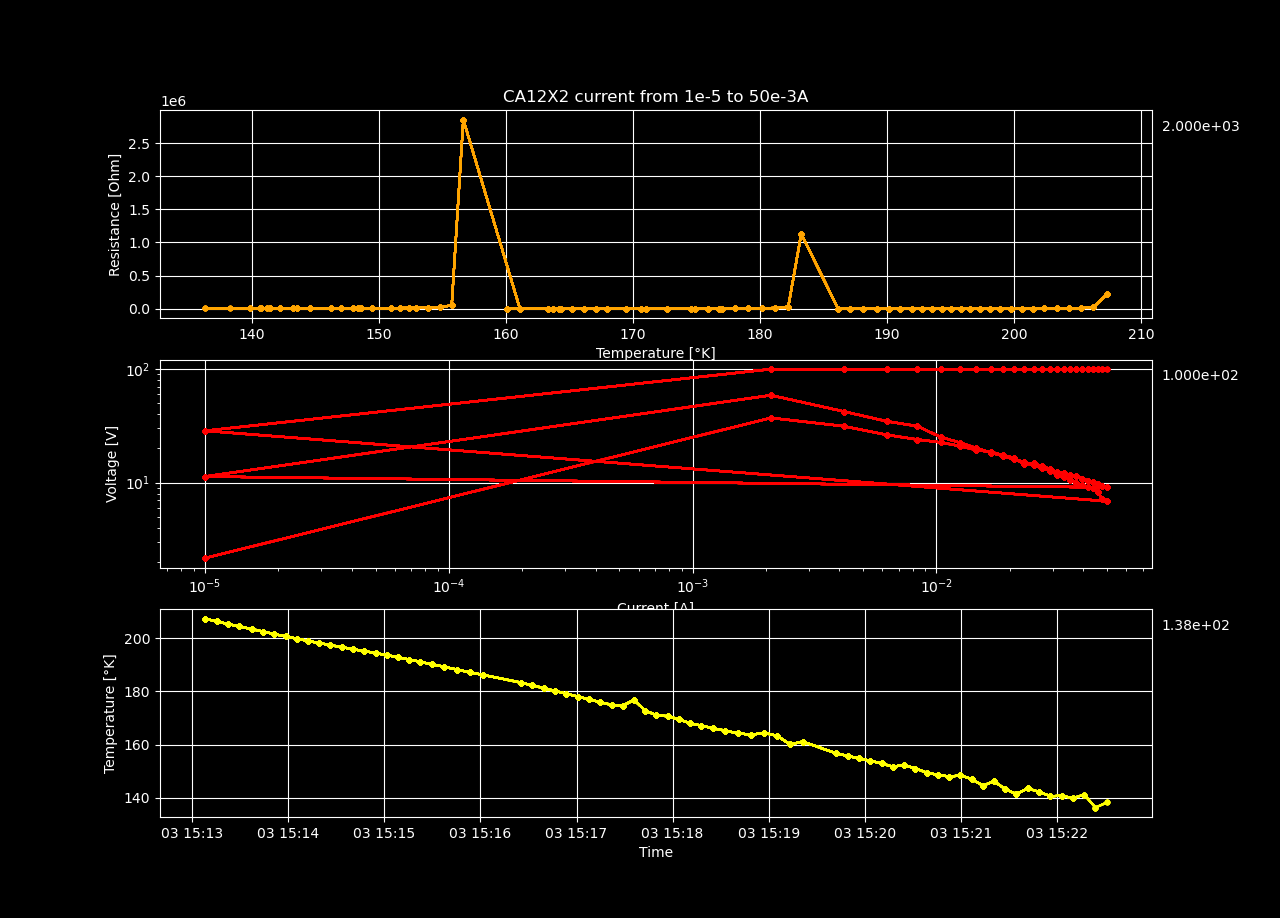 CA12X2 current from 1e-5 to 50e-3A
1e6
2.000e+03
Resistance [Ohm]
2.5
2.0
1.5
1.0
0.5
0.0
140 150 160 170 180 190 200 210
Temperature [°K]
1.000e+02
Voltage [V]
10²
10¹
10⁻⁵ 10⁻⁴ 10⁻³ 10⁻²
Current [A]
1.38e+02
Temperature [°K]
200
180
160
140
03 15:13 03 15:14 03 15:15 03 15:16 03 15:17 03 15:18 03 15:19 03 15:20 03 15:21 03 15:22
Time